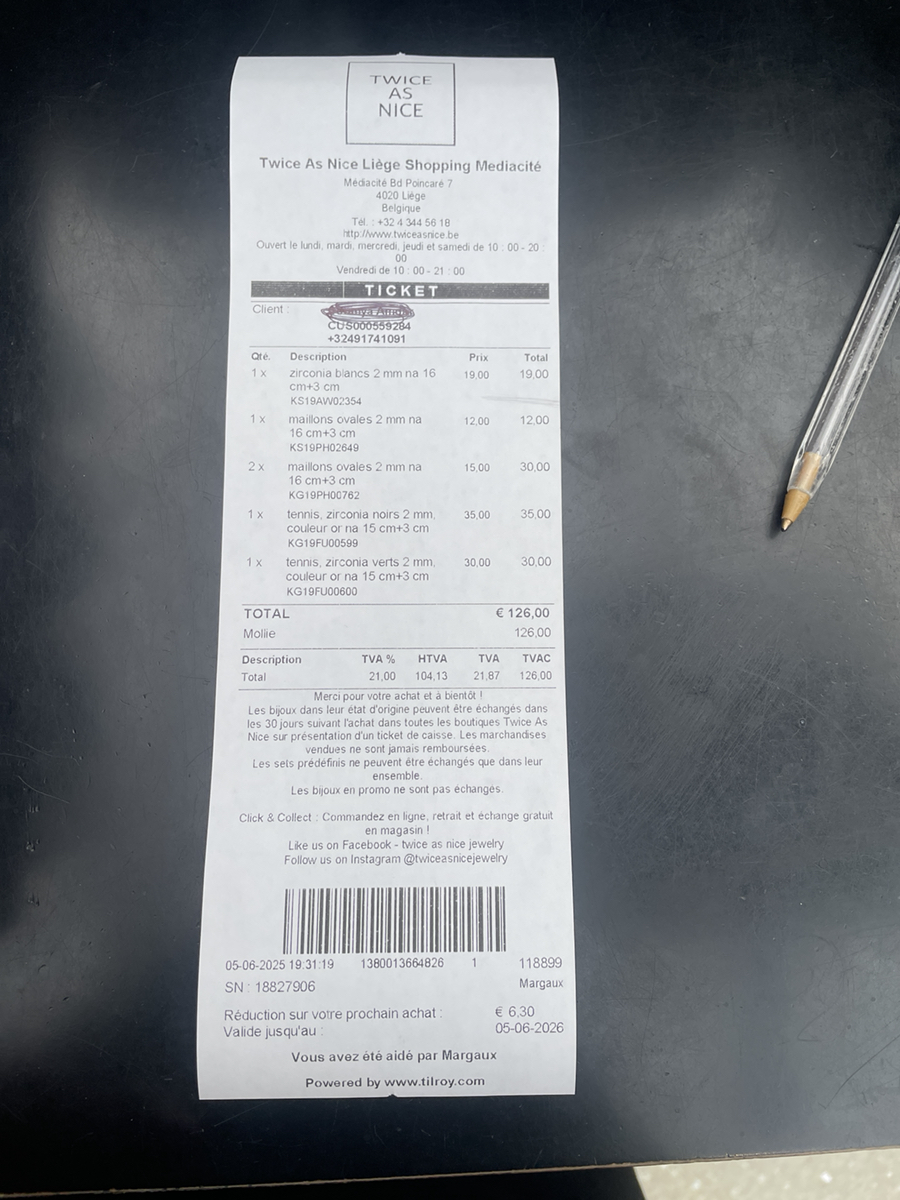 TWICE
AS
NICE
Twice As Nice Liège Shopping Mediacité
Médiacité Bd Poincaré 7
4020 Liège
Belgique
Tél. : +32 4 344 56 18
http://www.twiceasnice.be
Ouvert le lundi, mardi, mercredi, jeudi et samedi de 10 : 00 - 20 :
00
Vendredi de 10 : 00 - 21 : 00
TICKET
Client :
CUS000559284
+32491741091
Qté. Description Prix Total
1 x zirconia blancs 2 mm na 16 19,00 19,00
cm+3 cm
KS19AW02354
1 x maillons ovales 2 mm na 12,00 12,00
16 cm+3 cm
KS19PH02649
2 x maillons ovales 2 mm na 15,00 30,00
16 cm+3 cm
KG19PH00762
1 x tennis, zirconia noirs 2 mm, 35,00 35,00
couleur or na 15 cm+3 cm
KG19FU00599
1 x tennis, zirconia verts 2 mm, 30,00 30,00
couleur or na 15 cm+3 cm
KG19FU00600
TOTAL € 126,00
Mollie 126,00
Description TVA % HTVA TVA TVAC
Total 21,00 104,13 21,87 126,00
Merci pour votre achat et à bientôt !
Les bijoux dans leur état d'origine peuvent être échangés dans
les 30 jours suivant l'achat dans toutes les boutiques Twice As
Nice sur présentation d'un ticket de caisse. Les marchandises
vendues ne sont jamais remboursées.
Les sets prédéfinis ne peuvent être échangés que dans leur
ensemble.
Les bijoux en promo ne sont pas échangés.
Click & Collect : Commandez en ligne, retrait et échange gratuit
en magasin !
Like us on Facebook - twice as nice jewelry
Follow us on Instagram @twiceasnicejewelry
05-06-2025 19:31:19 1380013664826 1 118899
SN : 18827906 Margaux
Réduction sur votre prochain achat : € 6,30
Valide jusqu'au : 05-06-2026
Vous avez été aidé par Margaux
Powered by www.tilroy.com